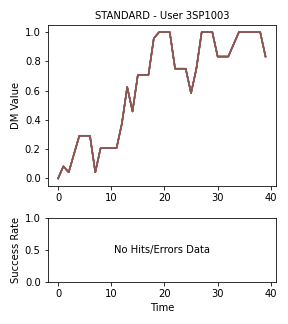 STANDARD - User 3SP1003
1.0
0.8
0.6
0.4
0.2
0.0
DM Value
0 10 20 30 40
1.0
0.5
0.0
Success Rate
No Hits/Errors Data
0 10 20 30 40
Time